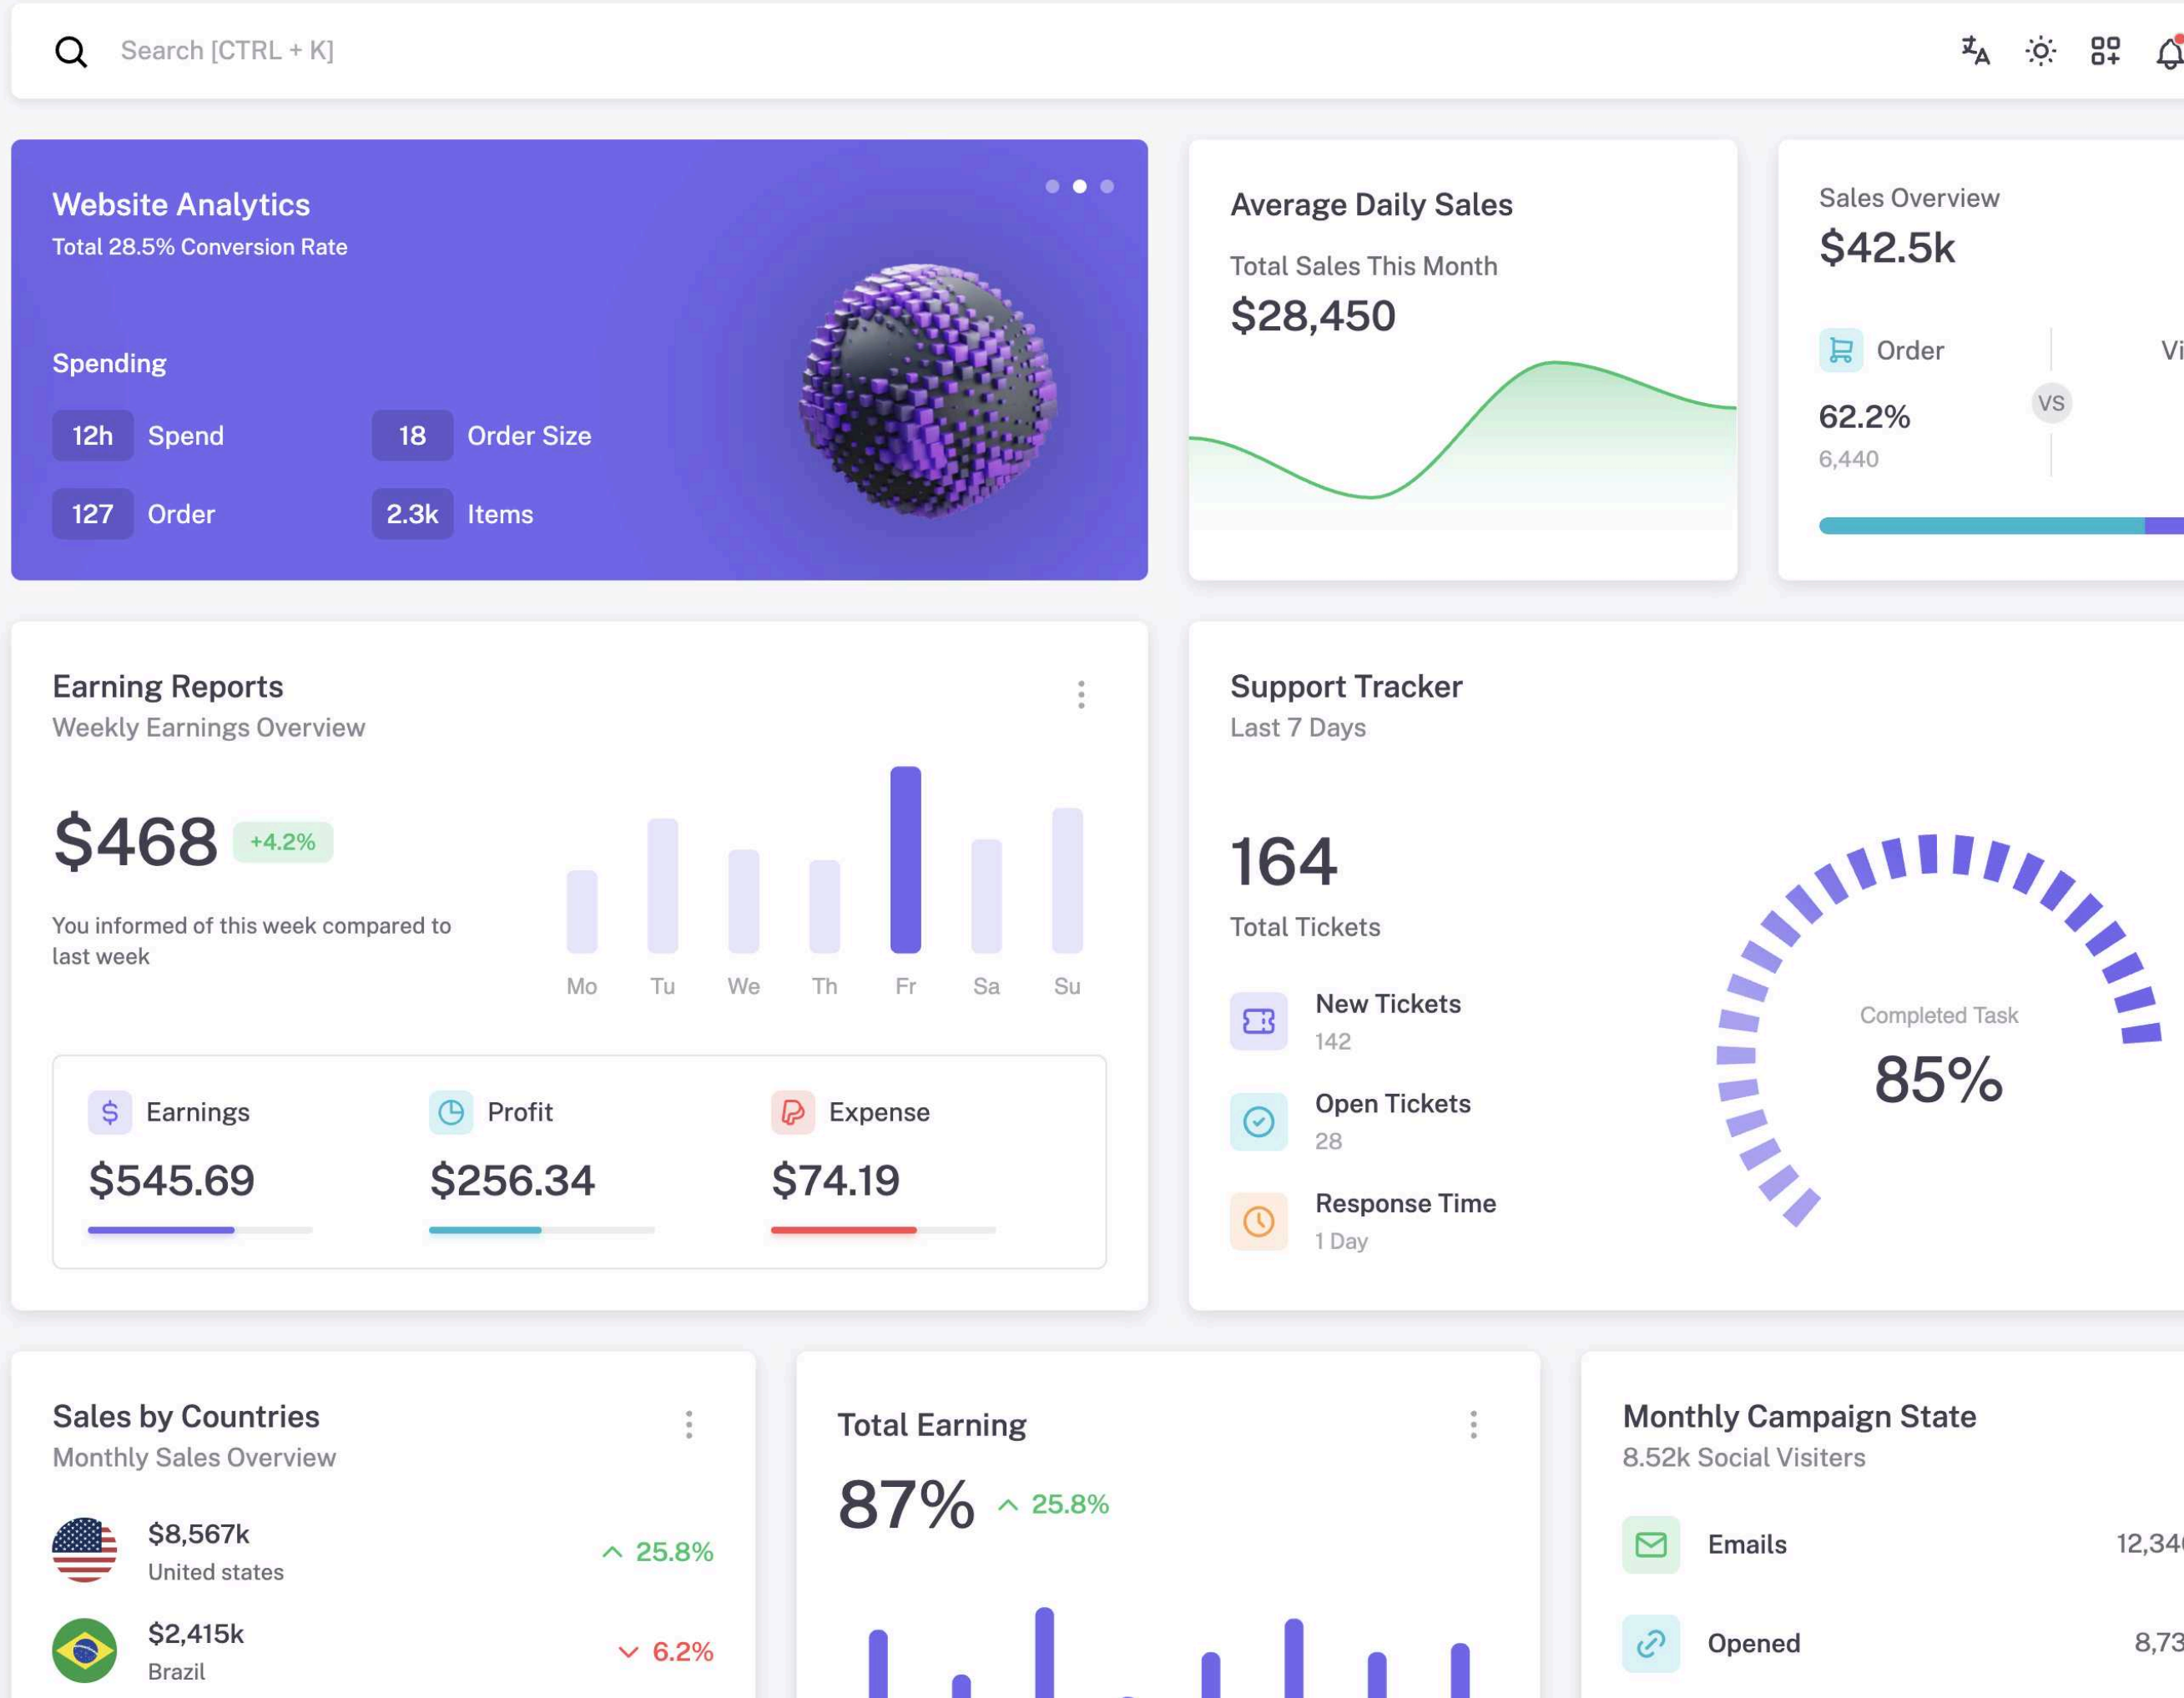 Search [CTRL + K]
Website Analytics
Total 28.5% Conversion Rate
Spending
12h Spend
18 Order Size
127 Order
2.3k Items
Average Daily Sales
Total Sales This Month
$28,450
Sales Overview
$42.5k
Order
62.2%
6,440
VS
Earning Reports
Weekly Earnings Overview
$468 +4.2%
You informed of this week compared to
last week
Mo Tu We Th Fr Sa Su
Earnings
$545.69
Profit
$256.34
Expense
$74.19
Support Tracker
Last 7 Days
164
Total Tickets
New Tickets
142
Open Tickets
28
Response Time
1 Day
Completed Task
85%
Sales by Countries
Monthly Sales Overview
$8,567k
United states
25.8%
$2,415k
Brazil
6.2%
Total Earning
87% 25.8%
Monthly Campaign State
8.52k Social Visiters
Emails
Opened